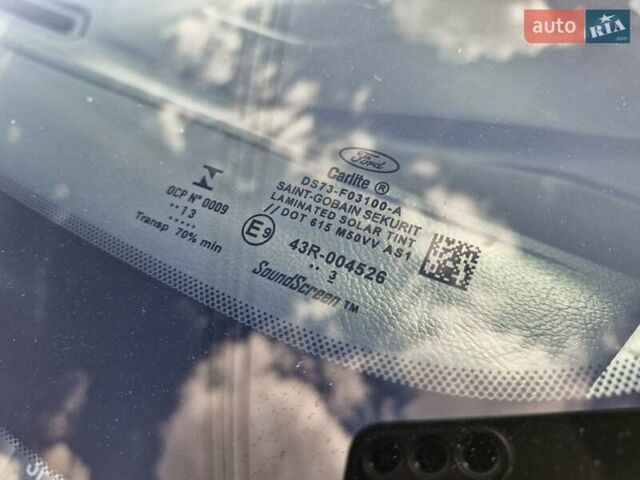 auto RIA .com
Ford
Carlite ®
DS73-F03100-A
SAINT-GOBAIN SEKURIT
LAMINATED SOLAR TINT
// DOT 615 M50VV AS1
E9 43R-004526
.. 3
SoundScreen ™
OCP N° 0009
.. 13
.....
Transp 70% min